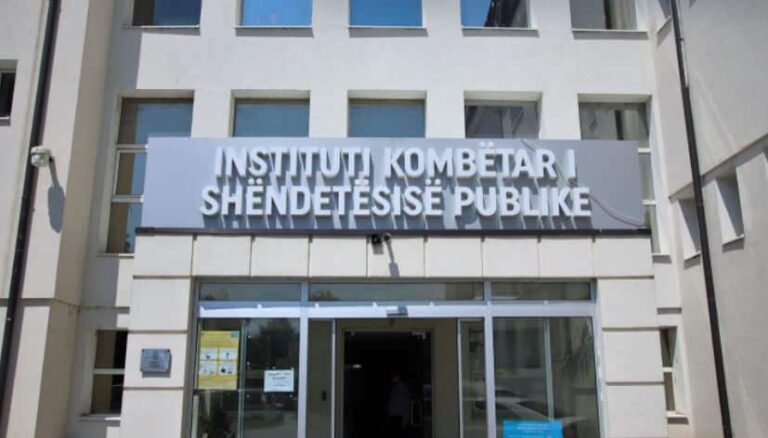 INSTITUTI KOMBËTAR I
SHËNDETËSISË PUBLIKE